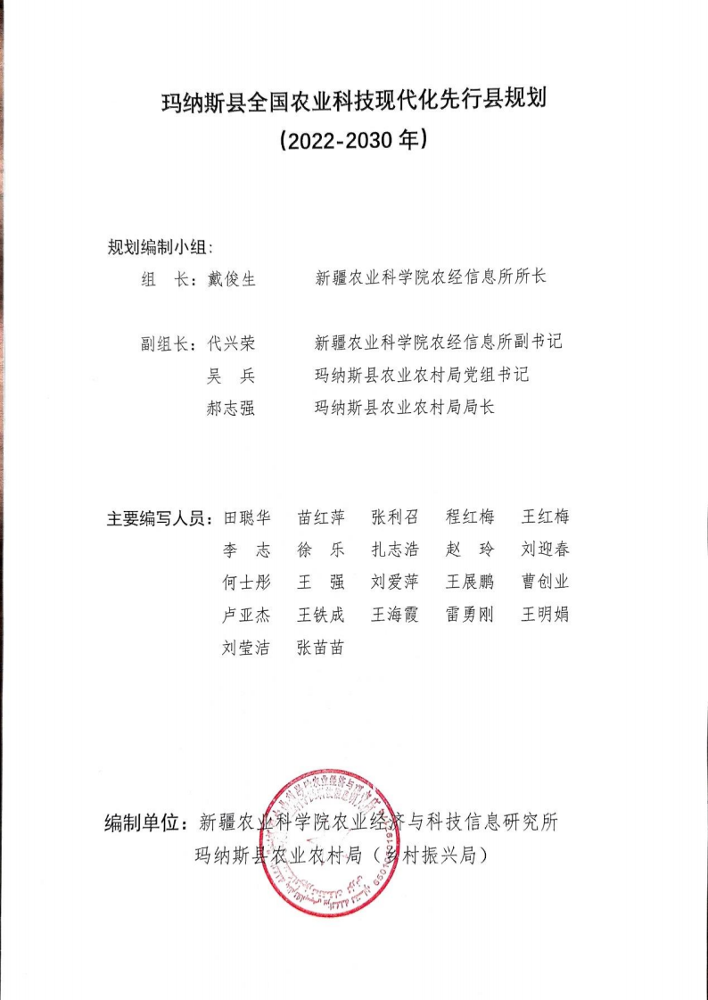 玛纳斯县全国农业科技现代化先行县规划
(2022-2030 年)
规划编制小组：
组　长：戴俊生　新疆农业科学院农经信息所所长
副组长：代兴荣　新疆农业科学院农经信息所副书记
吴　兵　玛纳斯县农业农村局党组书记
郝志强　玛纳斯县农业农村局局长
主要编写人员：田聪华　苗红萍　张利召　程红梅　王红梅
李　志　徐　乐　扎志浩　赵　玲　刘迎春
何士彤　王　强　刘爱萍　王展鹏　曹创业
卢亚杰　王铁成　王海霞　雷勇刚　王明娟
刘莹洁　张苗苗
编制单位：新疆农业科学院农业经济与科技信息研究所
玛纳斯县农业农村局（乡村振兴局）